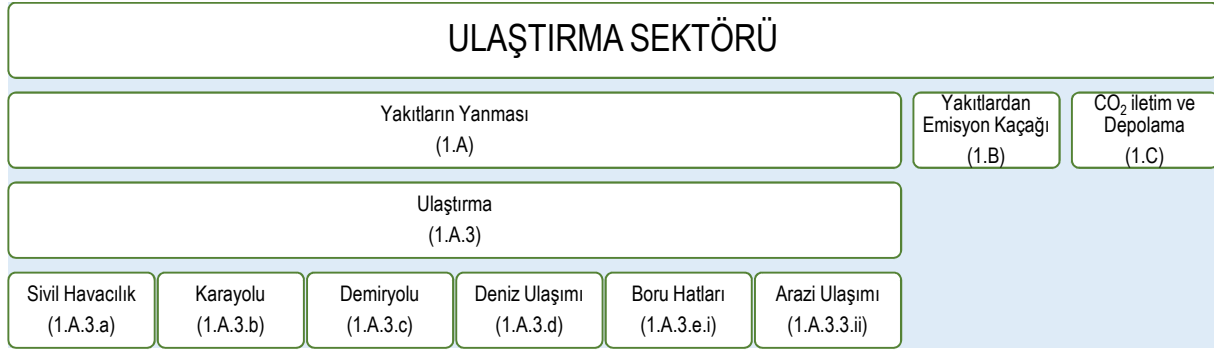 ULAŞTIRMA SEKTÖRÜ
Yakıtların Yanması
(1.A)
Yakıtlardan
Emisyon Kaçağı
(1.B)
CO₂ iletim ve
Depolama
(1.C)
Ulaştırma
(1.A.3)
Sivil Havacılık
(1.A.3.a)
Karayolu
(1.A.3.b)
Demiryolu
(1.A.3.c)
Deniz Ulaşımı
(1.A.3.d)
Boru Hatları
(1.A.3.e.i)
Arazi Ulaşımı
(1.A.3.3.ii)